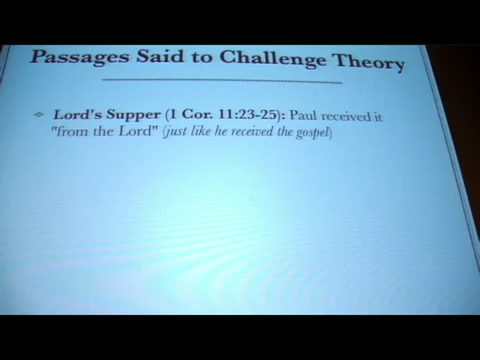 Passages Said to Challenge Theory
Lord's Supper (1 Cor. 11:23-25): Paul received it
"from the Lord" (just like he received the gospel)